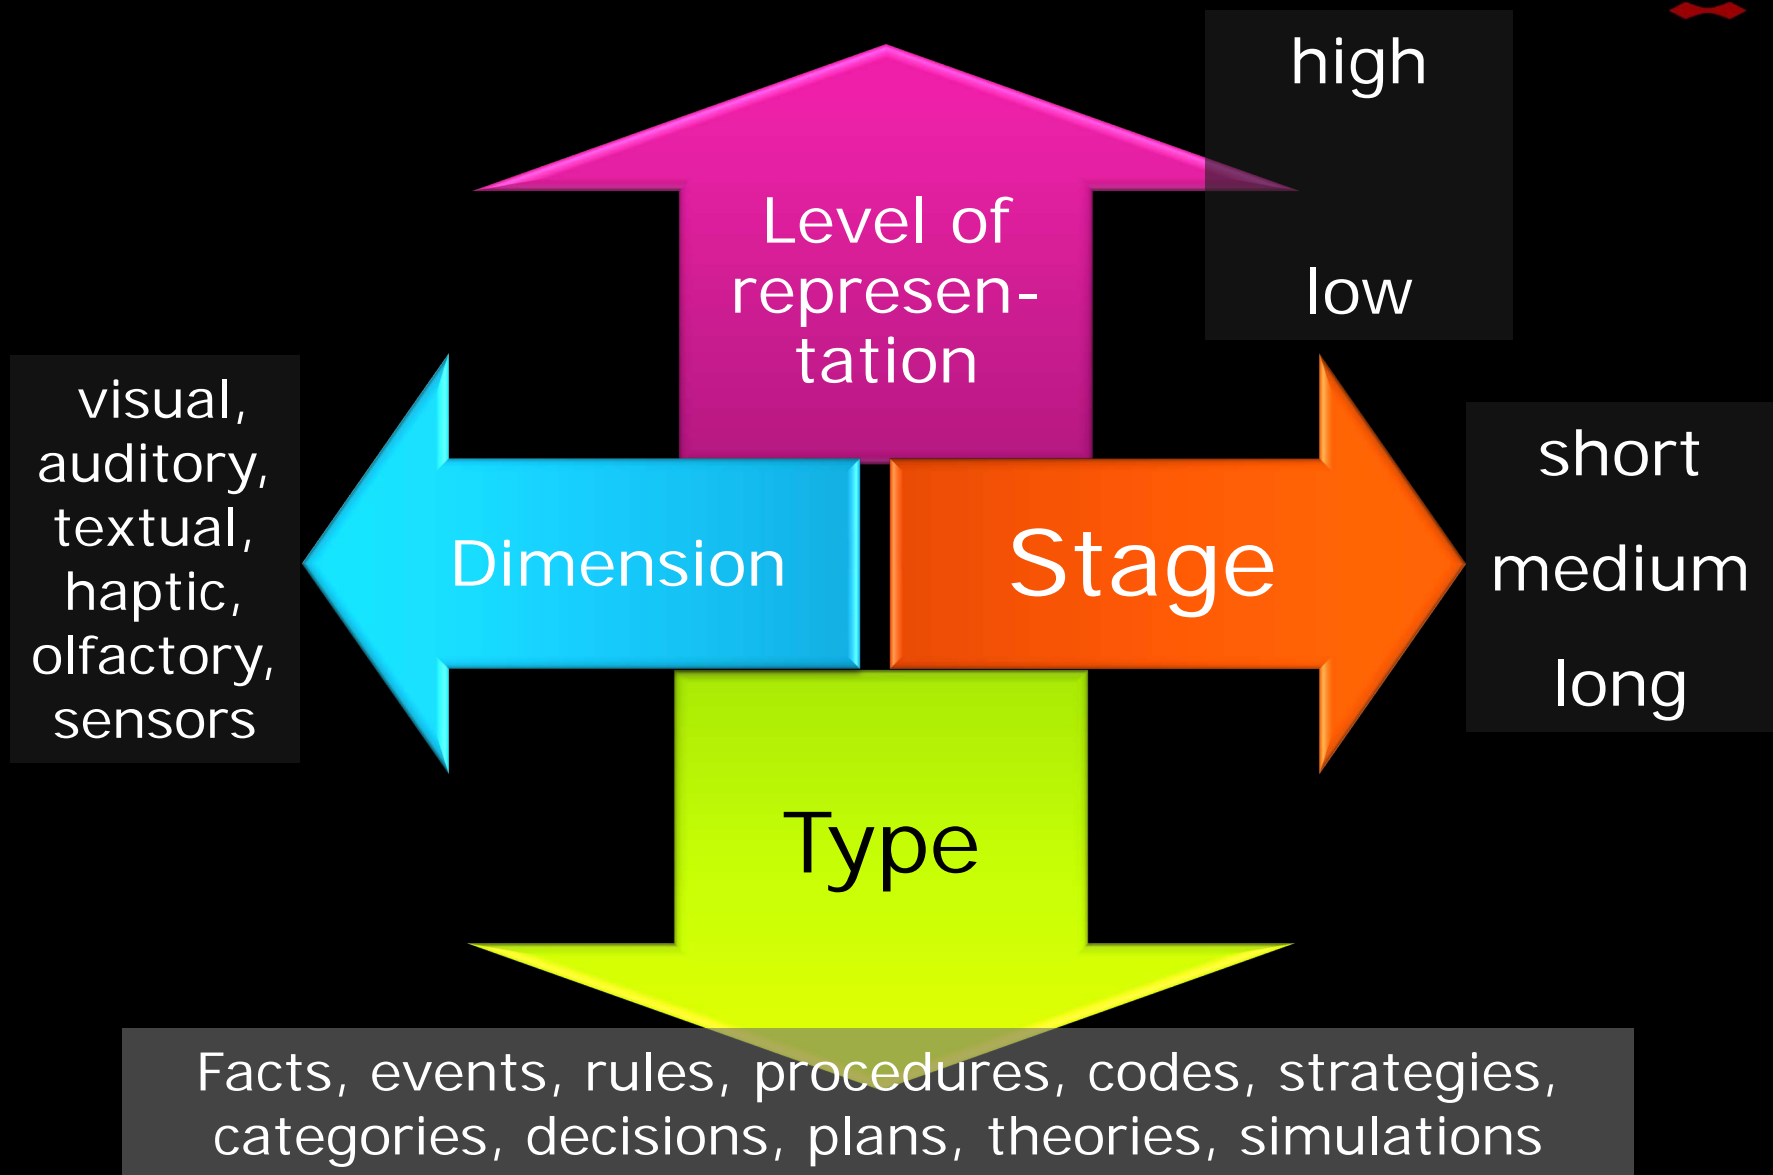 high
low
Level of
represen-
tation
visual,
auditory,
textual,
haptic,
olfactory,
sensors
Dimension
Stage
short
medium
long
Type
Facts, events, rules, procedures, codes, strategies,
categories, decisions, plans, theories, simulations